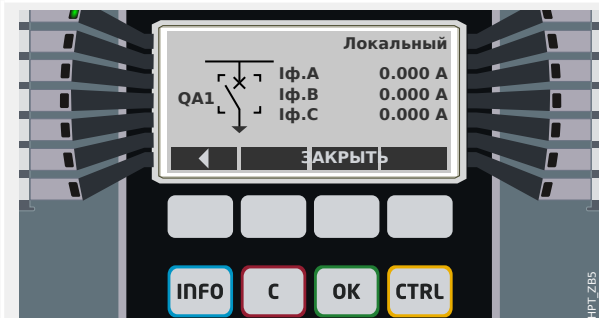 Локальный
Iф.A 0.000 A
QA1
Iф.B 0.000 A
Iф.C 0.000 A
ЗАКРЫТЬ
INFO C OK CTRL
HPT_ZB5